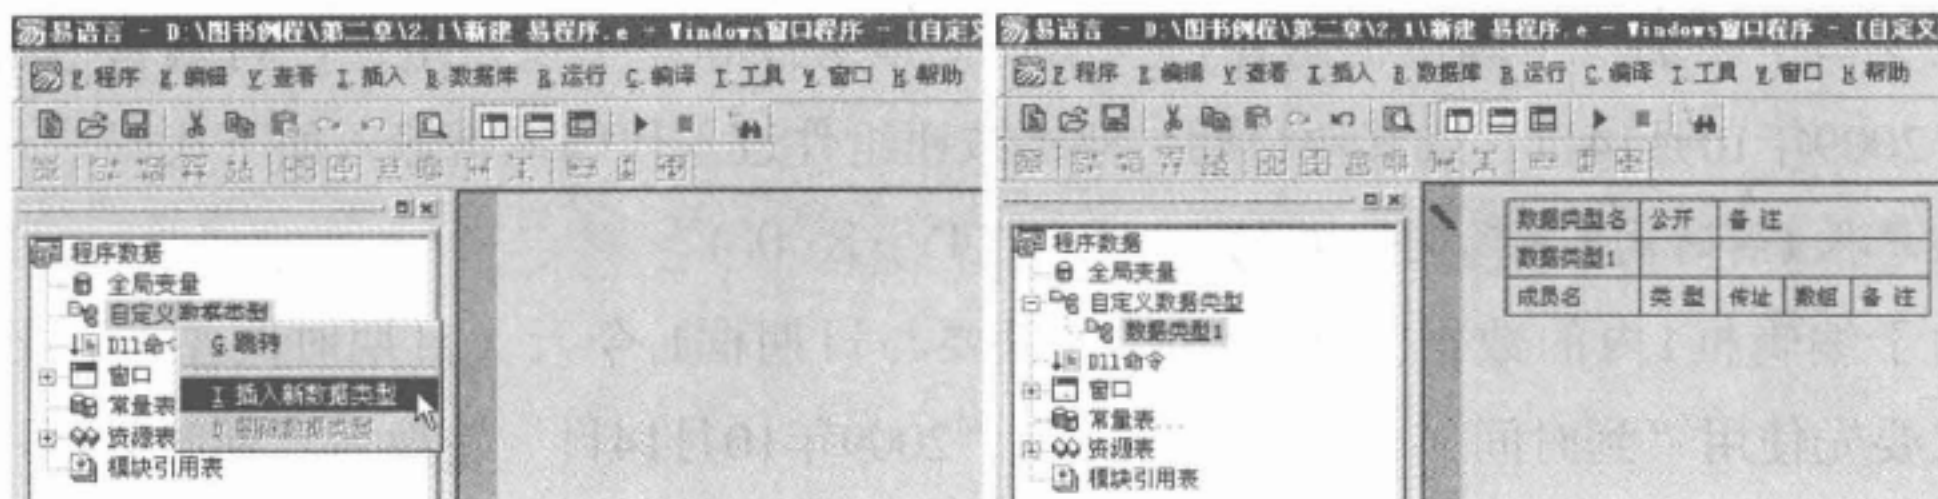 易语言 - D:\图书例程\第二章\2.1\新建 易程序.e - Windows窗口程序 - [自定义
F.程序 E.编辑 V.查看 I.插入 B.数据库 R.运行 C.编译 T.工具 W.窗口 H.帮助
程序数据
全局变量
自定义数据类型
Dll命令
窗口
常量表
资源表
模块引用表
G.跳转
I.插入新数据类型
D.删除数据类型
易语言 - D:\图书例程\第二章\2.1\新建 易程序.e - Windows窗口程序 - [自定义
F.程序 E.编辑 V.查看 I.插入 B.数据库 R.运行 C.编译 T.工具 W.窗口 H.帮助
程序数据
全局变量
自定义数据类型
数据类型1
Dll命令
窗口
常量表...
资源表
模块引用表
数据类型名 公开 备 注
数据类型1
成员名 类 型 传址 数组 备 注